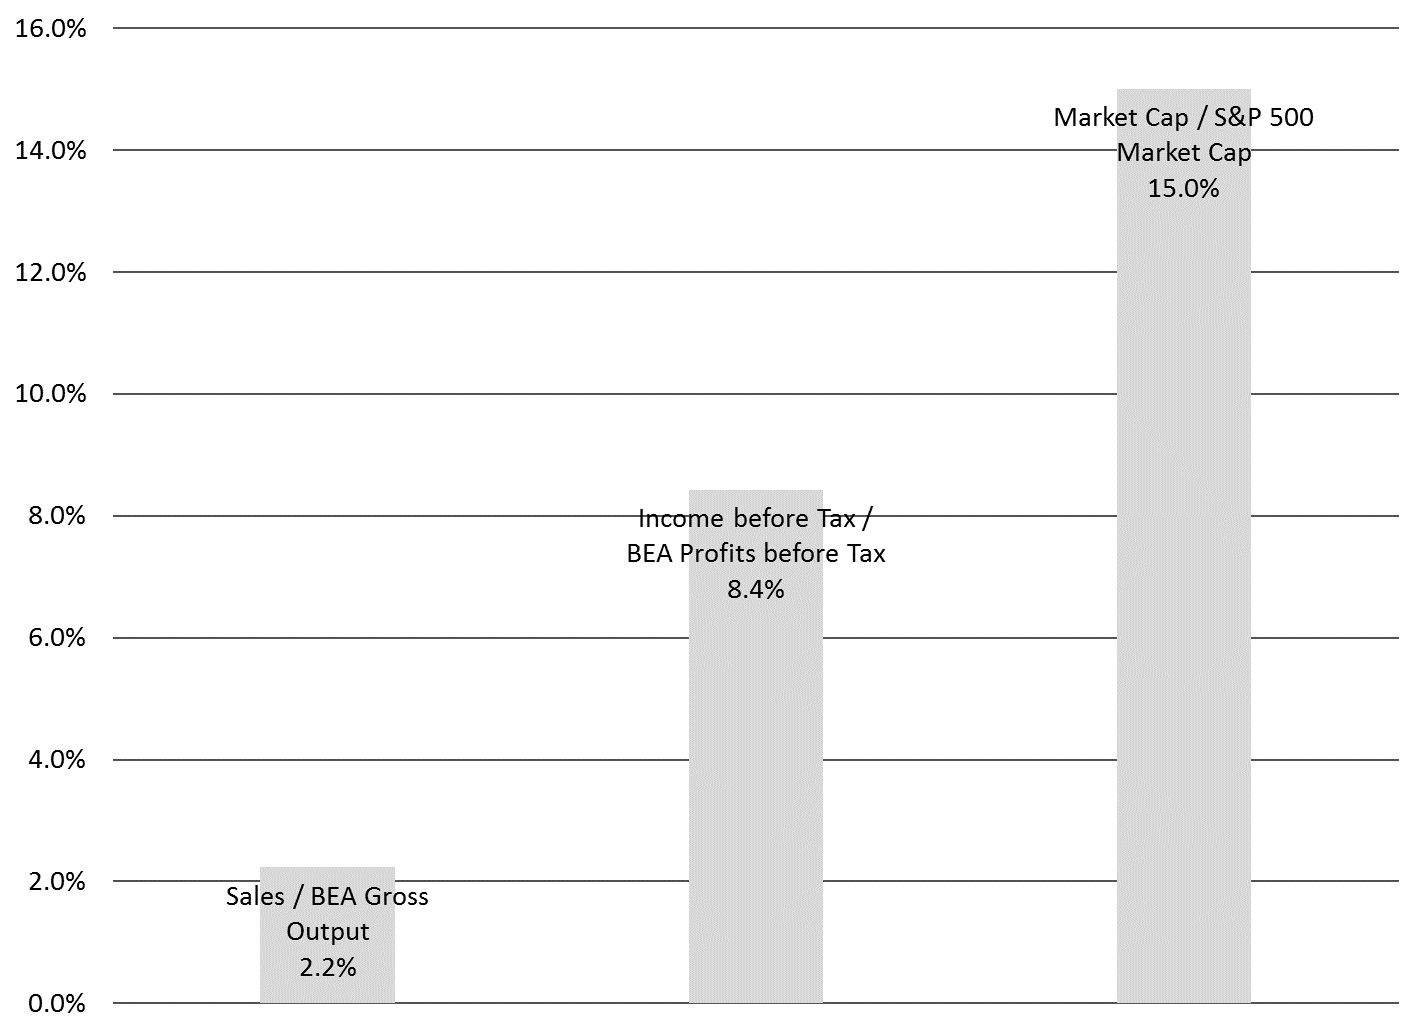 16.0%
14.0%
12.0%
10.0%
8.0%
6.0%
4.0%
2.0%
0.0%
Sales / BEA Gross
Output
2.2%
Income before Tax /
BEA Profits before Tax
8.4%
Market Cap / S&P 500
Market Cap
15.0%